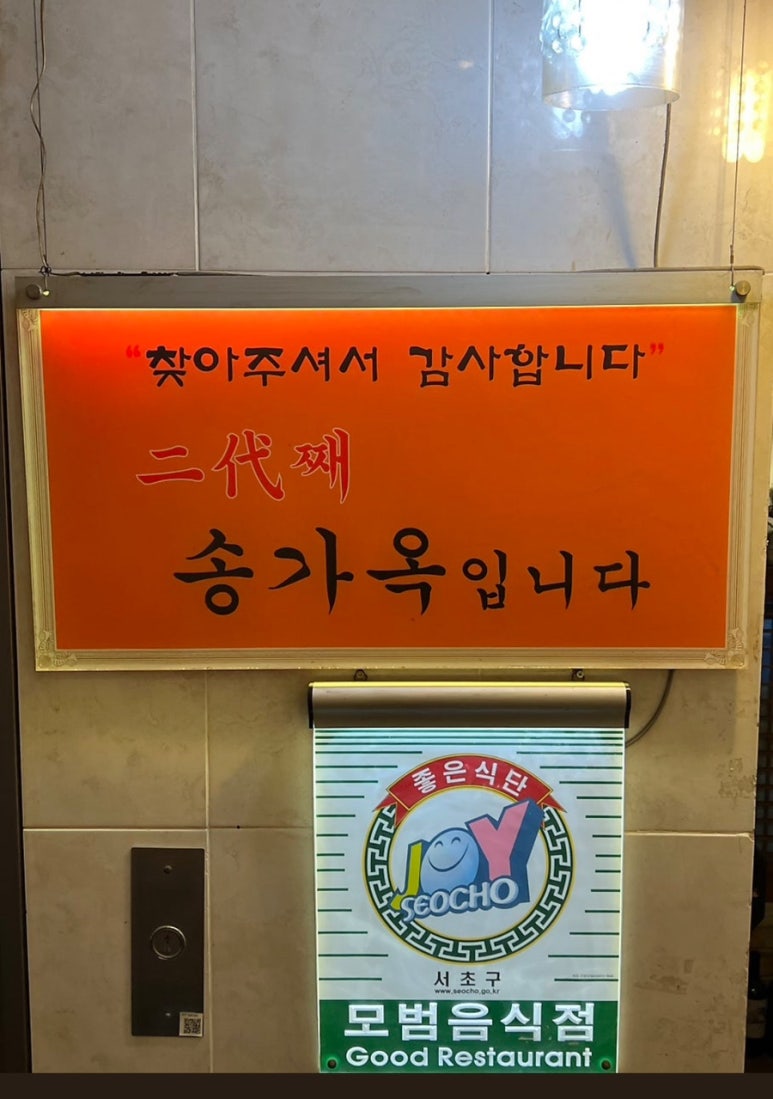 “찾아주셔서 감사합니다”
二代째
송가옥입니다
좋은식단
JOY
SEOCHO
서초구
www.seocho.go.kr
모범음식점
Good Restaurant